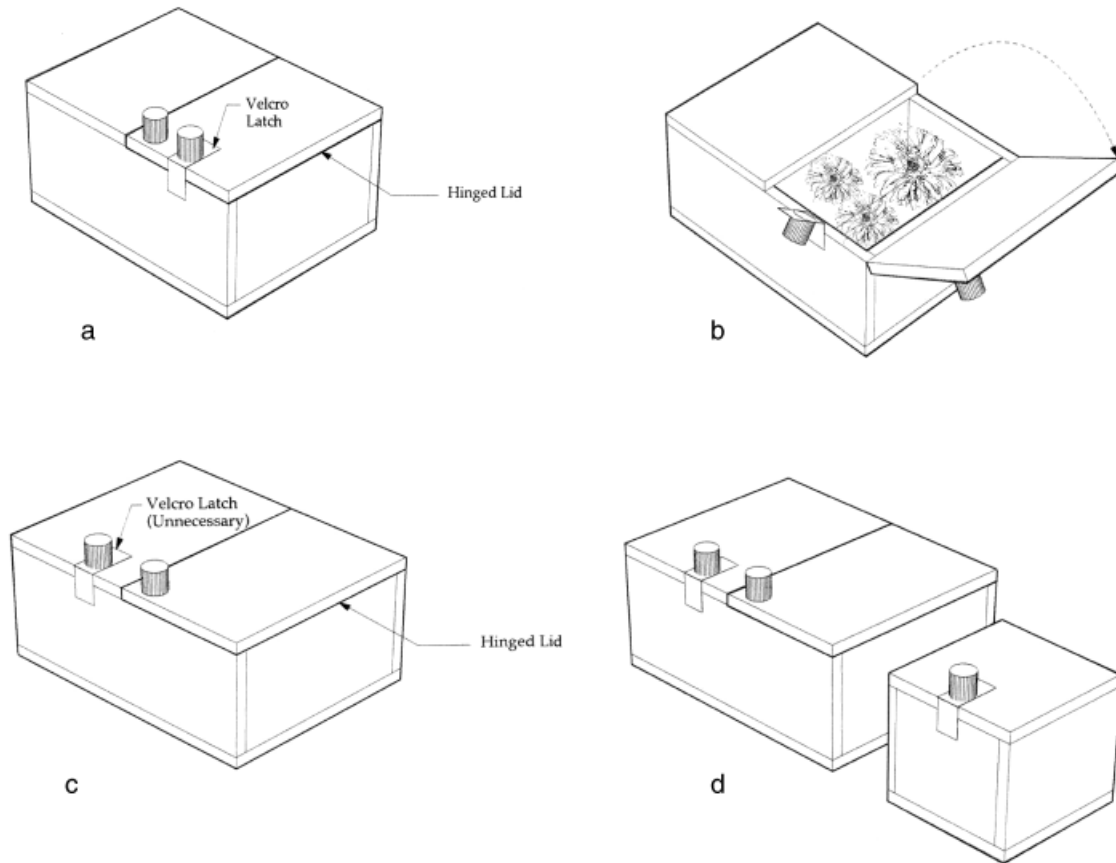 Velcro
Latch
Hinged Lid
a
b
Velcro Latch
(Unnecessary)
Hinged Lid
c
d